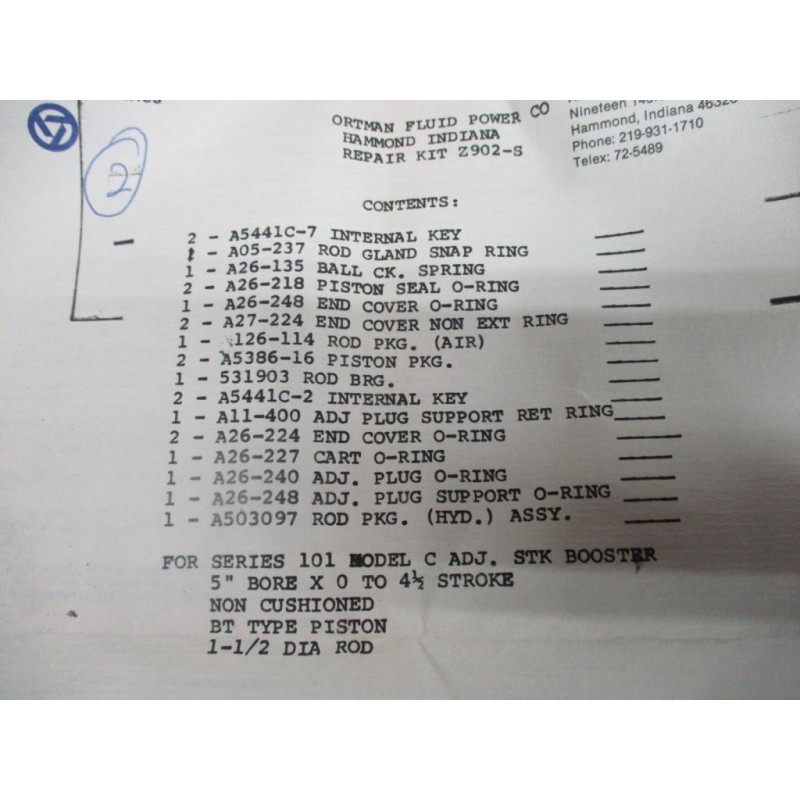 ORTMAN FLUID POWER CO
HAMMOND INDIANA
REPAIR KIT Z902-S
Nineteen
Hammond, Indiana 46320
Phone: 219-931-1710
Telex: 72-5489
2
CONTENTS:
2 - A5441C-7 INTERNAL KEY
1 - A05-237 ROD GLAND SNAP RING
1 - A26-135 BALL CK. SPRING
2 - A26-218 PISTON SEAL O-RING
1 - A26-248 END COVER O-RING
2 - A27-224 END COVER NON EXT RING
1 - 126-114 ROD PKG. (AIR)
2 - A5386-16 PISTON PKG.
1 - 531903 ROD BRG.
2 - A5441C-2 INTERNAL KEY
1 - A11-400 ADJ PLUG SUPPORT RET RING
2 - A26-224 END COVER O-RING
1 - A26-227 CART O-RING
1 - A26-240 ADJ. PLUG O-RING
1 - A26-248 ADJ. PLUG SUPPORT O-RING
1 - A503097 ROD PKG. (HYD.) ASSY.
FOR SERIES 101 MODEL C ADJ. STK BOOSTER
5" BORE X 0 TO 4½ STROKE
NON CUSHIONED
BT TYPE PISTON
1-1/2 DIA ROD